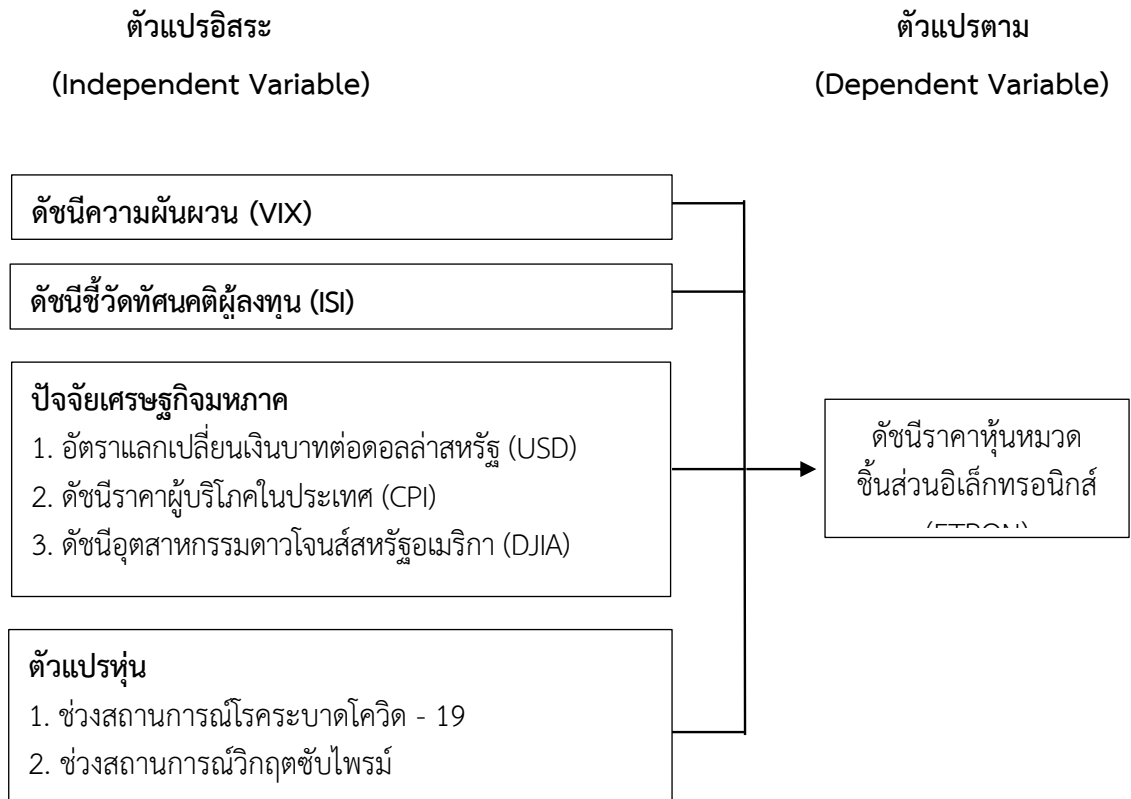 ตัวแปรอิสระ
(Independent Variable)
ตัวแปรตาม
(Dependent Variable)
ดัชนีความผันผวน (VIX)
ดัชนีชี้วัดทัศนคติผู้ลงทุน (ISI)
ปัจจัยเศรษฐกิจมหภาค
1. อัตราแลกเปลี่ยนเงินบาทต่อดอลล่าสหรัฐ (USD)
2. ดัชนีราคาผู้บริโภคในประเทศ (CPI)
3. ดัชนีอุตสาหกรรมดาวโจนส์สหรัฐอเมริกา (DJIA)
ตัวแปรหุ่น
1. ช่วงสถานการณ์โรคระบาดโควิด - 19
2. ช่วงสถานการณ์วิกฤตซับไพรม์
ดัชนีราคาหุ้นหมวด
ชิ้นส่วนอิเล็กทรอนิกส์